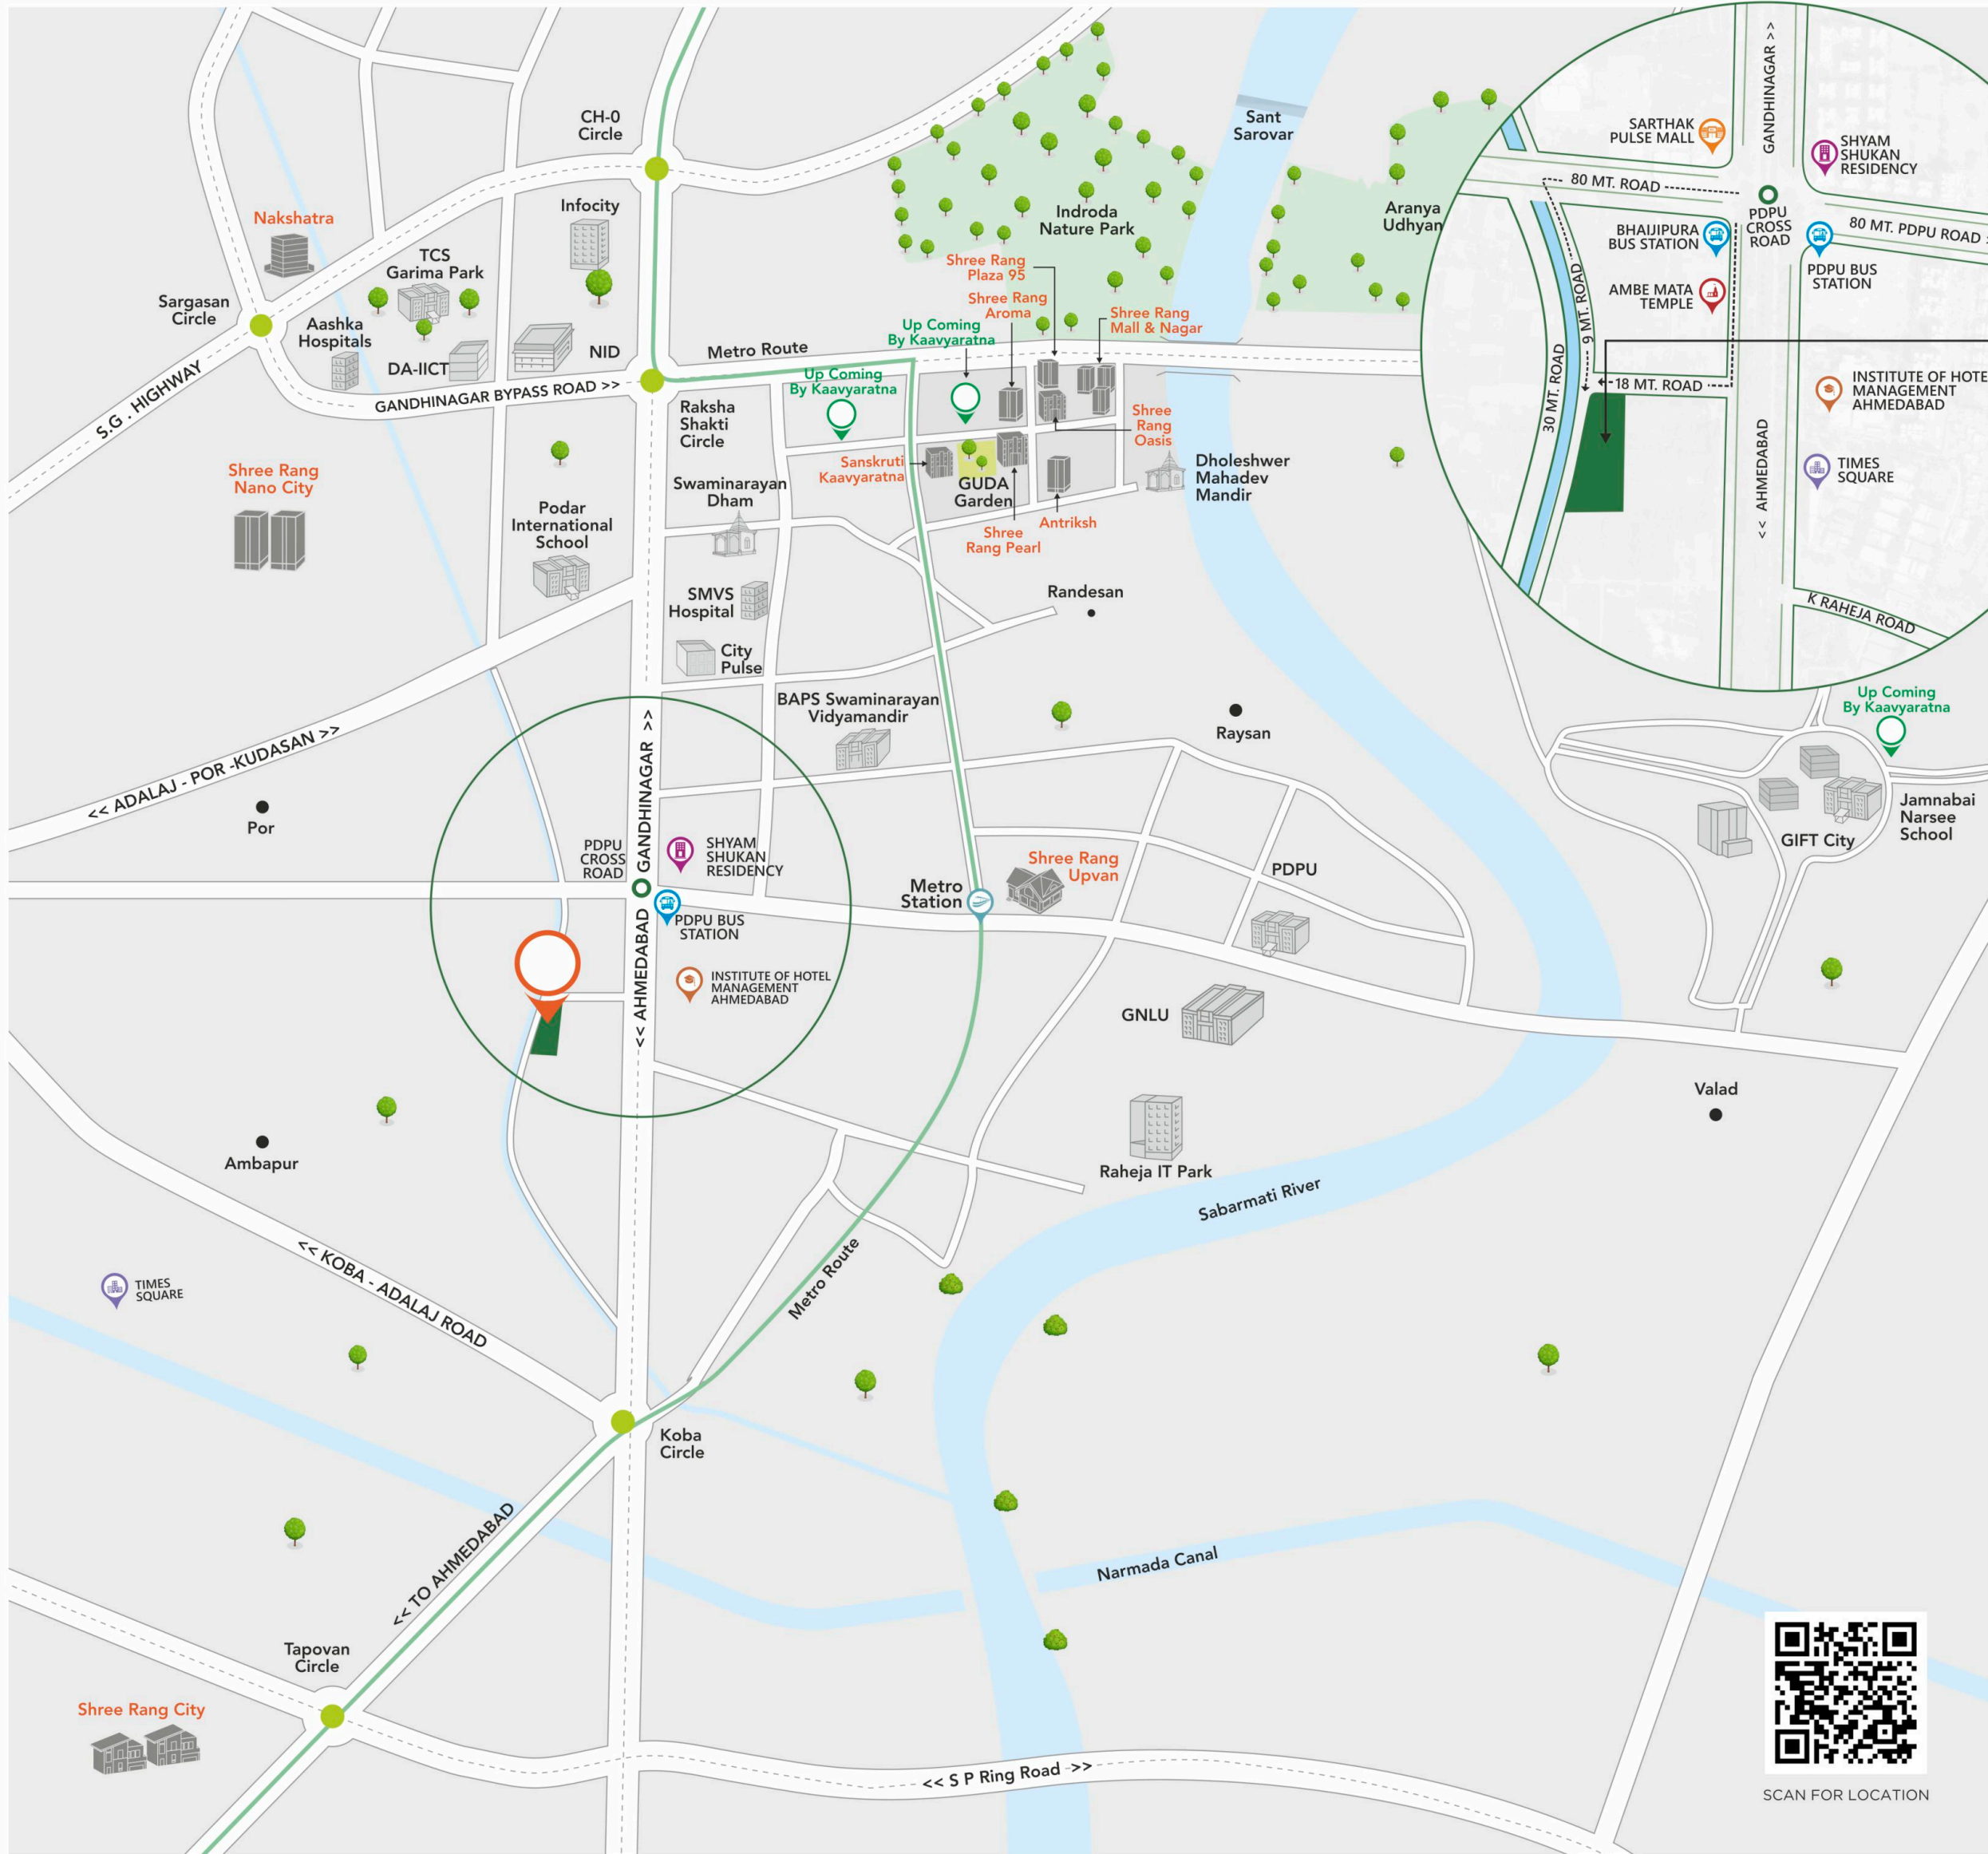 CH-0
Circle
Sant
Sarovar
Infocity
Nakshatra
TCS
Garima Park
Indroda
Nature Park
Aranya
Udhyan
Sargasan
Circle
Aashka
Hospitals
DA-IICT
NID
S.G. HIGHWAY
GANDHINAGAR BYPASS ROAD >>
Metro Route
Shree Rang
Plaza 95
Shree Rang
Aroma
Shree Rang
Mall & Nagar
Up Coming
By Kaavyaratna
Up Coming
By Kaavyaratna
Raksha
Shakti
Circle
Shree
Rang
Oasis
Sanskruti
Kaavyaratna
GUDA
Garden
Dholeshwer
Mahadev
Mandir
Shree
Rang Pearl
Antriksh
Shree Rang
Nano City
Podar
International
School
Swaminarayan
Dham
SMVS
Hospital
City
Pulse
Randesan
BAPS Swaminarayan
Vidyamandir
Raysan
<< ADALAJ - POR -KUDASAN >>
Por
GANDHINAGAR >>
PDPU
CROSS
ROAD
SHYAM
SHUKAN
RESIDENCY
PDPU BUS
STATION
<< AHMEDABAD
INSTITUTE OF HOTEL
MANAGEMENT
AHMEDABAD
Metro
Station
Shree Rang
Upvan
PDPU
GNLU
Raheja IT Park
Ambapur
Valad
Sabarmati River
TIMES
SQUARE
<< KOBA - ADALAJ ROAD
Metro Route
Koba
Circle
<< TO AHMEDABAD
Narmada Canal
Tapovan
Circle
Shree Rang City
<< S P Ring Road >>
Up Coming
By Kaavyaratna
GIFT City
Jamnabai
Narsee
School
GANDHINAGAR >>
SARTHAK
PULSE MALL
SHYAM
SHUKAN
RESIDENCY
80 MT. ROAD
PDPU
CROSS
ROAD
80 MT. PDPU ROAD
BHAIJIPURA
BUS STATION
PDPU BUS
STATION
AMBE MATA
TEMPLE
9 MT. ROAD
30 MT. ROAD
18 MT. ROAD
INSTITUTE OF HOTE
MANAGEMENT
AHMEDABAD
TIMES
SQUARE
<< AHMEDABAD
K RAHEJA ROAD
SCAN FOR LOCATION